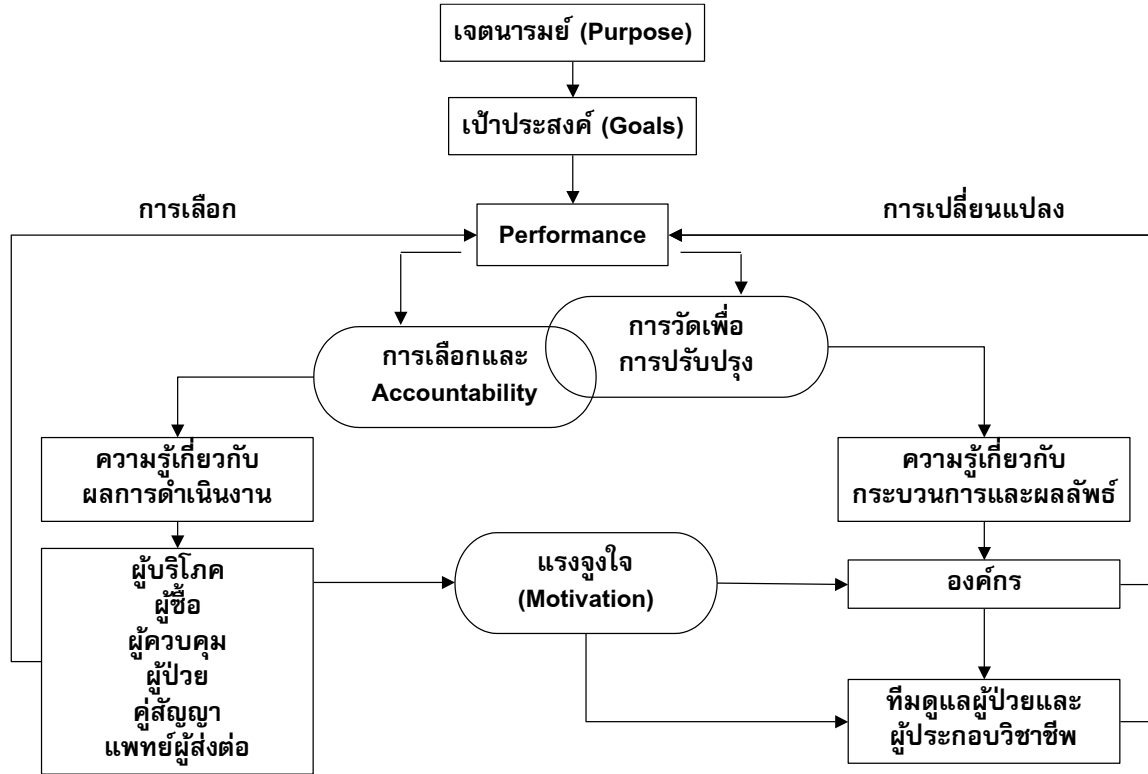 เจตนารมย์ (Purpose)
เป้าประสงค์ (Goals)
การเลือก
การเปลี่ยนแปลง
Performance
การวัดเพื่อ
การปรับปรุง
การเลือกและ
Accountability
ความรู้เกี่ยวกับ
ผลการดำเนินงาน
ความรู้เกี่ยวกับ
กระบวนการและผลลัพธ์
ผู้บริโภค
ผู้ซื้อ
ผู้ควบคุม
ผู้ป่วย
คู่สัญญา
แพทย์ผู้ส่งต่อ
แรงจูงใจ
(Motivation)
องค์กร
ทีมดูแลผู้ป่วยและ
ผู้ประกอบวิชาชีพ